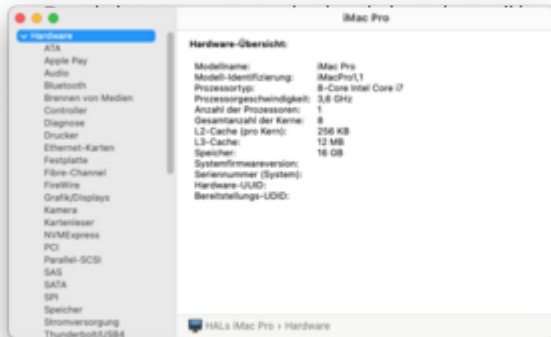 iMac Pro
Hardware
ATA
Apple Pay
Audio
Bluetooth
Brennen von Medien
Controller
Diagnose
Drucker
Ethernet-Karten
Festplatte
Fibre-Channel
FireWire
Grafik/Displays
Kamera
Kartenleser
NVMExpress
PCI
Parallel-SCSI
SAS
SATA
SPI
Speicher
Stromversorgung
Thunderbolt/USB4
Hardware-Übersicht:
Modellname: iMac Pro
Modell-Identifizierung: iMacPro1,1
Prozessortyp: 8-Core Intel Core i7
Prozessorgeschwindigkeit: 3,6 GHz
Anzahl der Prozessoren: 1
Gesamtanzahl der Kerne: 8
L2-Cache (pro Kern): 256 KB
L3-Cache: 12 MB
Speicher: 16 GB
Systemfirmwareversion:
Seriennummer (System):
Hardware-UUID:
Bereitstellungs-UDID:
HALs iMac Pro › Hardware